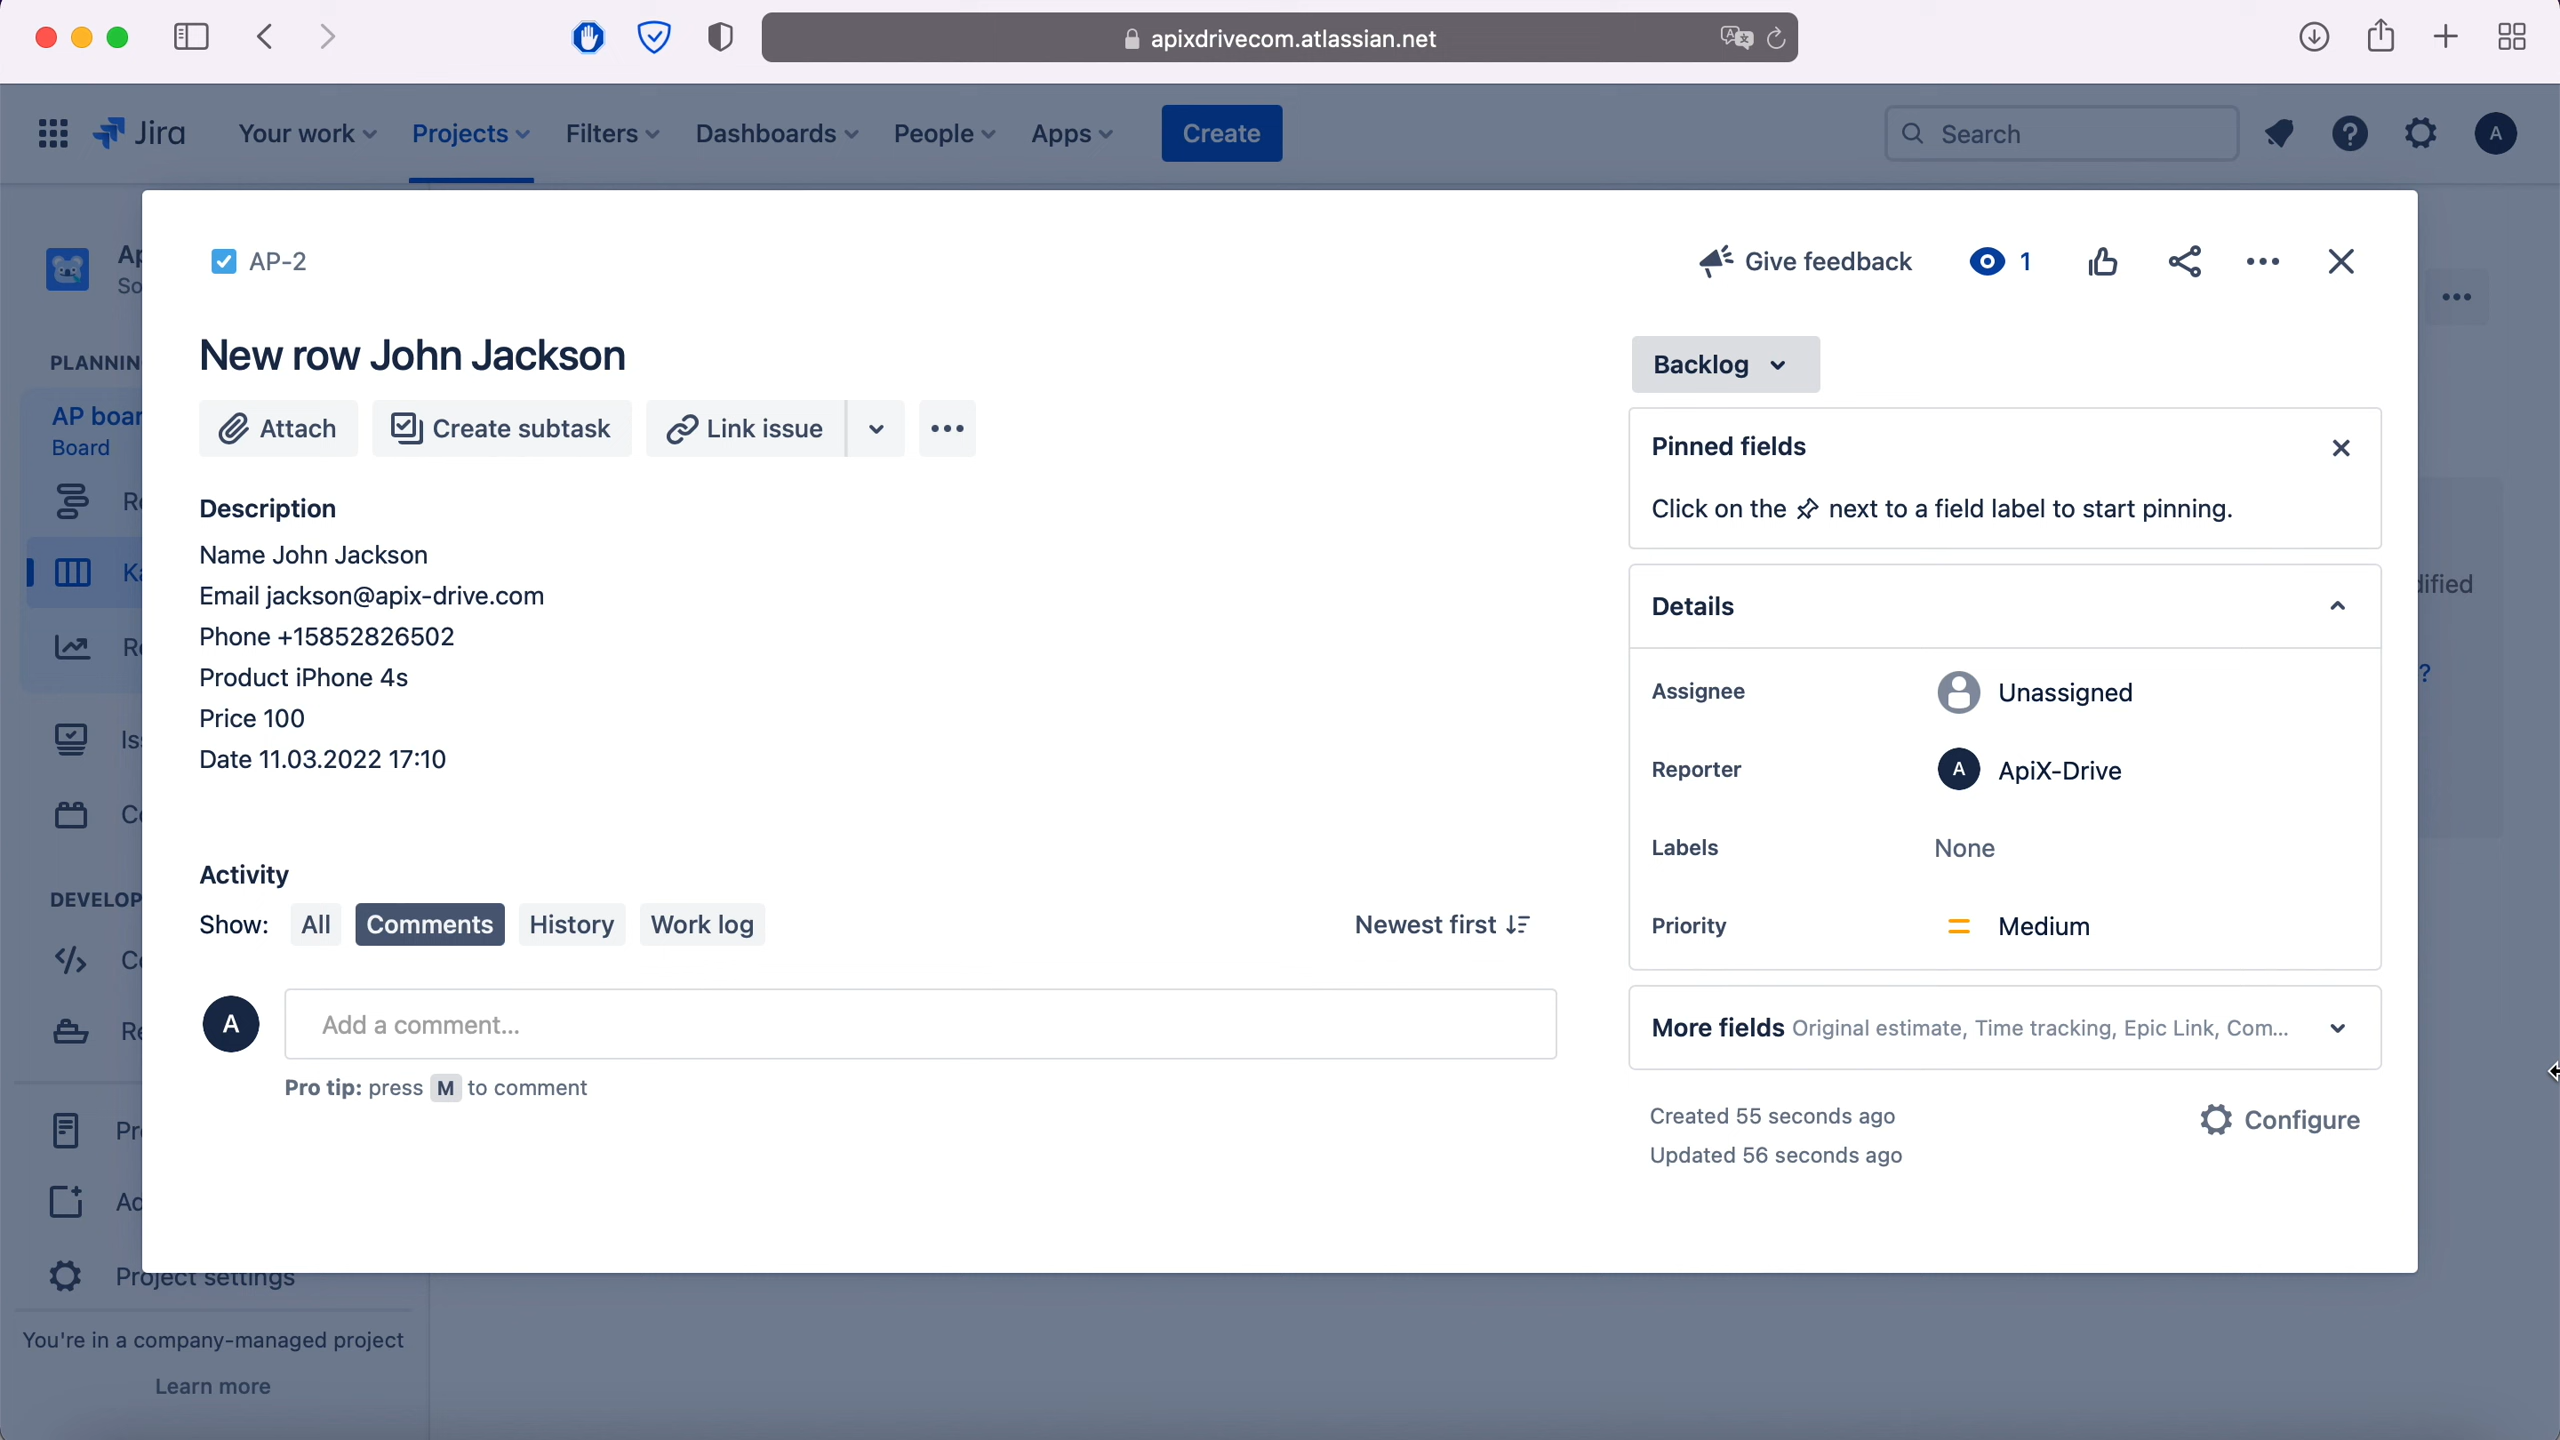 apixdrivecom.atlassian.net
Jira
Your work
Projects
Filters
Dashboards
People
Apps
Create
Search
A
AP-2
Give feedback
1
New row John Jackson
Backlog
Attach
Create subtask
Link issue
Pinned fields
Click on the next to a field label to start pinning.
Description
Name John Jackson
Email jackson@apix-drive.com
Phone +15852826502
Product iPhone 4s
Price 100
Date 11.03.2022 17:10
Details
Assignee
Unassigned
Reporter
A
ApiX-Drive
Labels
None
Priority
Medium
Activity
Show:
All
Comments
History
Work log
Newest first
A
Add a comment...
Pro tip: press M to comment
More fields Original estimate, Time tracking, Epic Link, Com...
Created 55 seconds ago
Updated 56 seconds ago
Configure
AP
Board
Project settings
You're in a company-managed project
Learn more